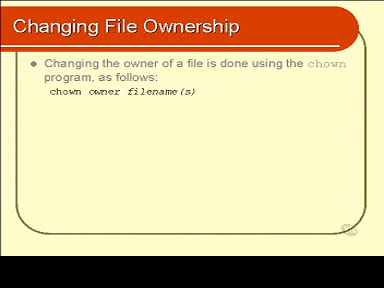 Changing File Ownership
Changing the owner of a file is done using the chown
program, as follows:
chown owner filename(s)